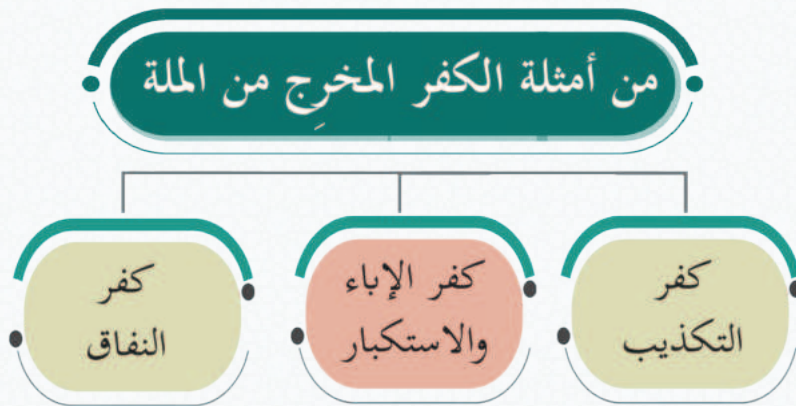 من أمثلة الكفر المخرِج من الملة
كفر
التكذيب
كفر الإباء
والاستكبار
كفر
النفاق